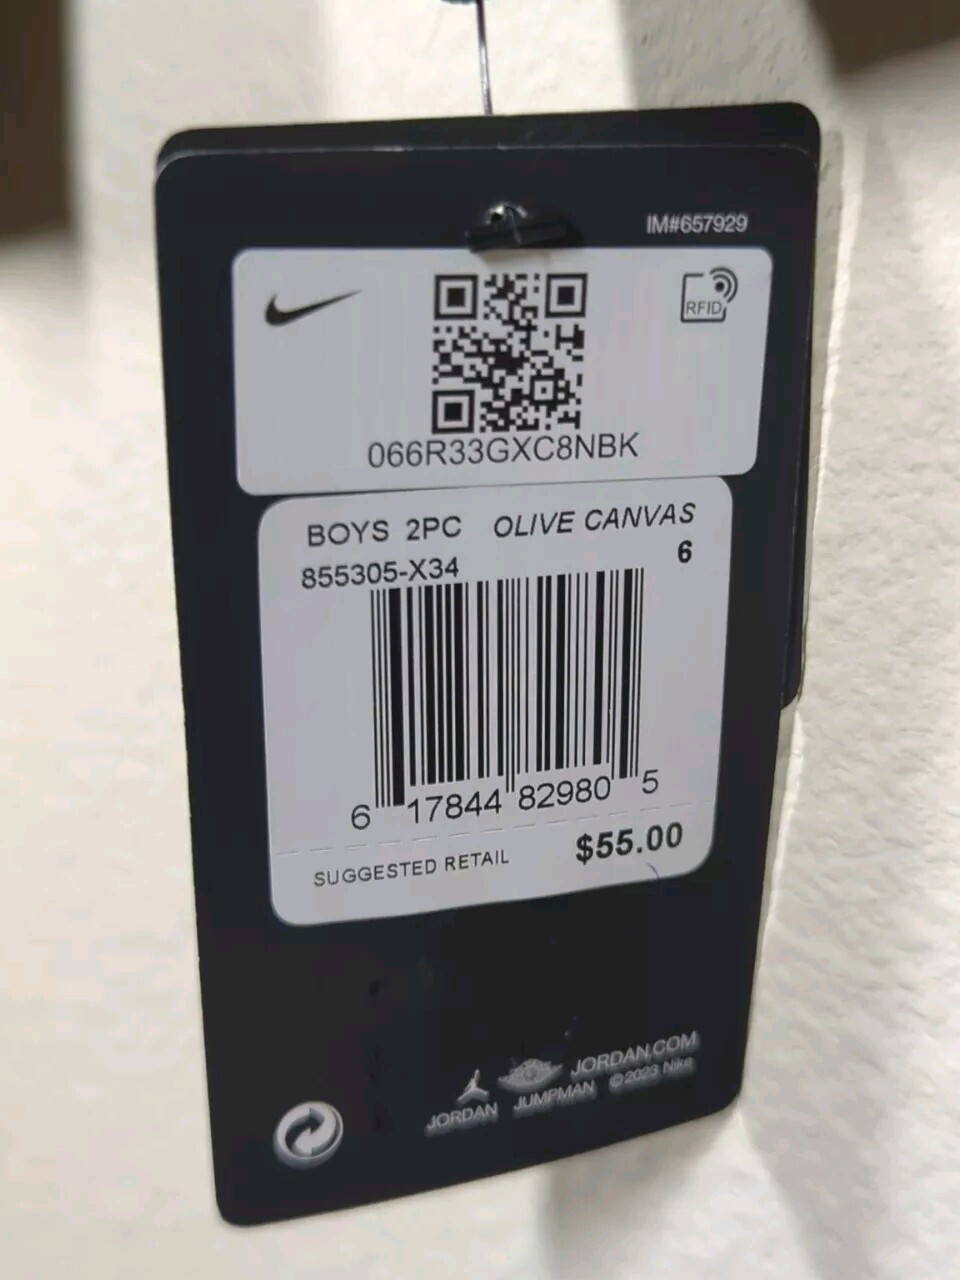 IM#657929
RFID
066R33GXC8NBK
BOYS 2PC OLIVE CANVAS
855305-X34 6
6 17844 82980 5
SUGGESTED RETAIL $55.00
JORDAN.COM
JORDAN JUMPMAN ©2023 Nike